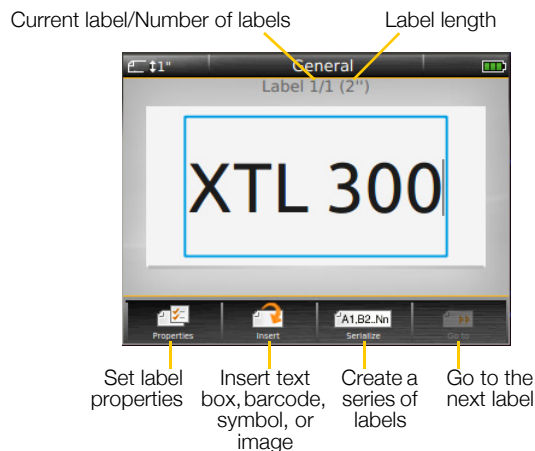 Current label/Number of labels Label length
1"
General
Label 1/1 (2")
XTL 300
Properties Insert Serialize Go to
A1,B2..Nn
Set label properties
Insert text box, barcode, symbol, or image
Create a series of labels
Go to the next label